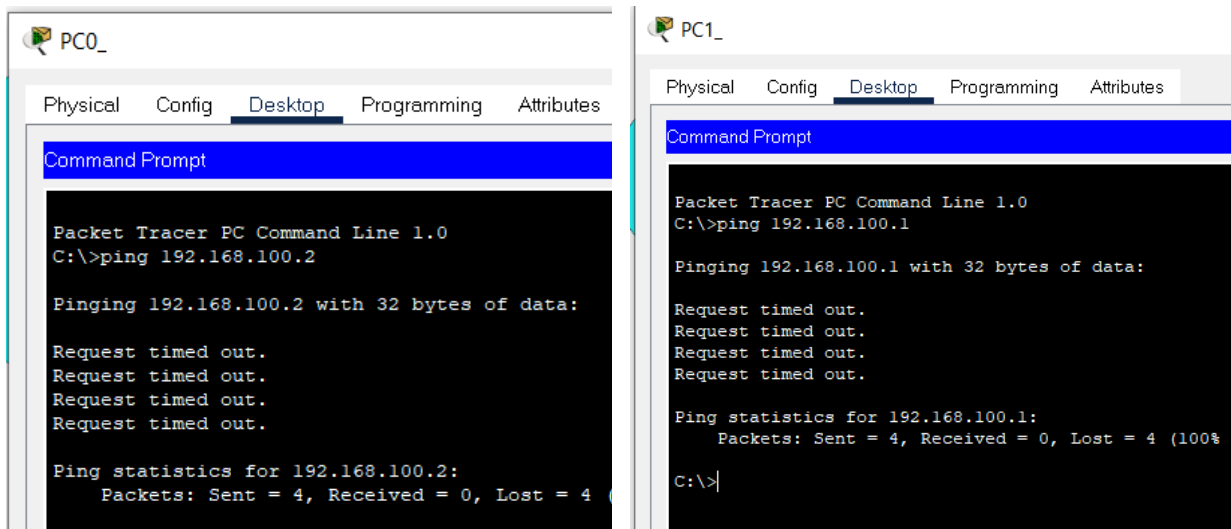 PC0_
Physical Config Desktop Programming Attributes
Command Prompt
Packet Tracer PC Command Line 1.0
C:\>ping 192.168.100.2
Pinging 192.168.100.2 with 32 bytes of data:
Request timed out.
Request timed out.
Request timed out.
Request timed out.
Ping statistics for 192.168.100.2:
Packets: Sent = 4, Received = 0, Lost = 4 (
PC1_
Physical Config Desktop Programming Attributes
Command Prompt
Packet Tracer PC Command Line 1.0
C:\>ping 192.168.100.1
Pinging 192.168.100.1 with 32 bytes of data:
Request timed out.
Request timed out.
Request timed out.
Request timed out.
Ping statistics for 192.168.100.1:
Packets: Sent = 4, Received = 0, Lost = 4 (100%
C:\>